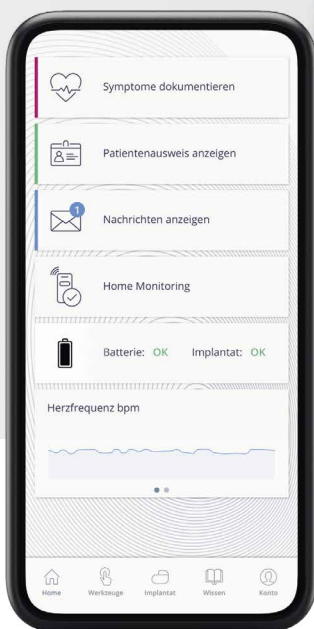 Symptome dokumentieren
Patientenausweis anzeigen
1
Nachrichten anzeigen
Home Monitoring
Batterie: OK Implantat: OK
Herzfrequenz bpm
Home Werkzeuge Implantat Wissen Konto